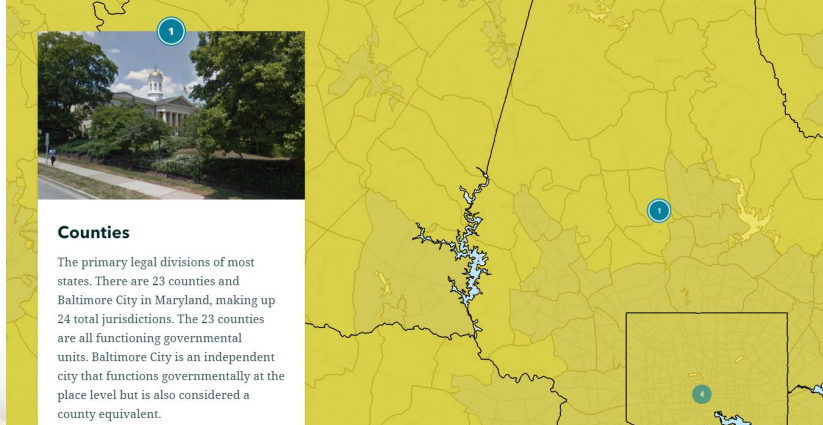 1
Counties
The primary legal divisions of most
states. There are 23 counties and
Baltimore City in Maryland, making up
24 total jurisdictions. The 23 counties
are all functioning governmental
units. Baltimore City is an independent
city that functions governmentally at the
place level but is also considered a
county equivalent.
1
4